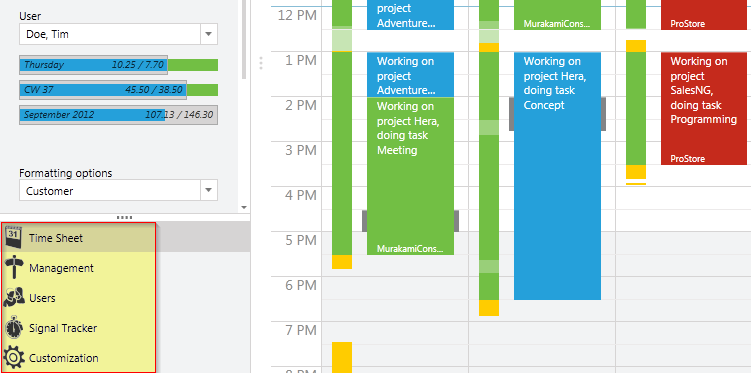 User
Doe, Tim
Thursday 10.25 / 7.70
CW 37 45.50 / 38.50
September 2012 107.13 / 146.30
Formatting options
Customer
31 Time Sheet
Management
Users
Signal Tracker
Customization
12 PM
1 PM
2 PM
3 PM
4 PM
5 PM
6 PM
7 PM
project
Adventure...
Working on
project
Adventure...
Working on
project Hera,
doing task
Meeting
MurakamiCons...
MurakamiCons...
Working on
project Hera,
doing task
Concept
ProStore
Working on
project
SalesNG,
doing task
Programming
ProStore